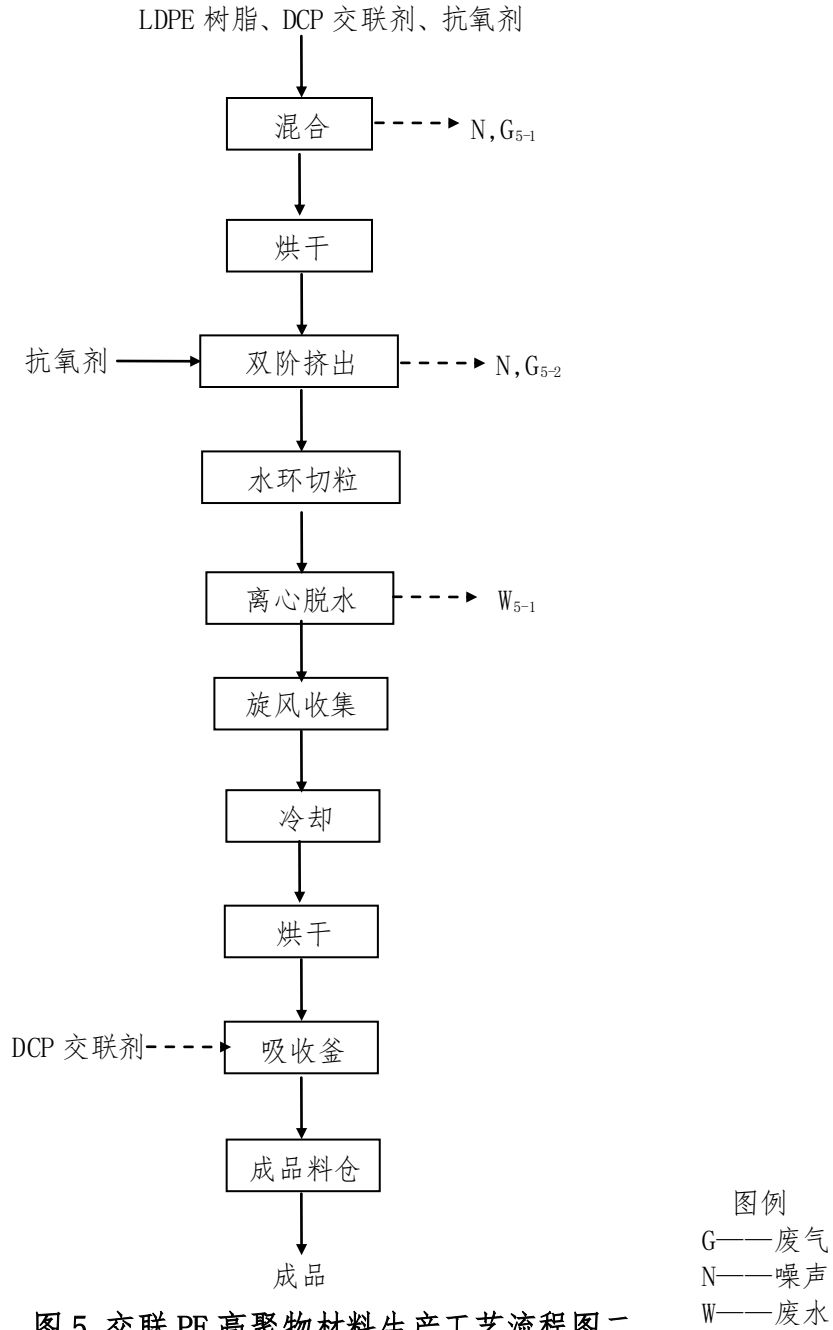 LDPE 树脂、DCP 交联剂、抗氧剂
混合
N,G5-1
烘干
抗氧剂
双阶挤出
N,G5-2
水环切粒
离心脱水
W5-1
旋风收集
冷却
烘干
DCP 交联剂
吸收釜
成品料仓
成品
图例
G——废气
N——噪声
W——废水
图 5 交联 PE 高聚物材料生产工艺流程图二